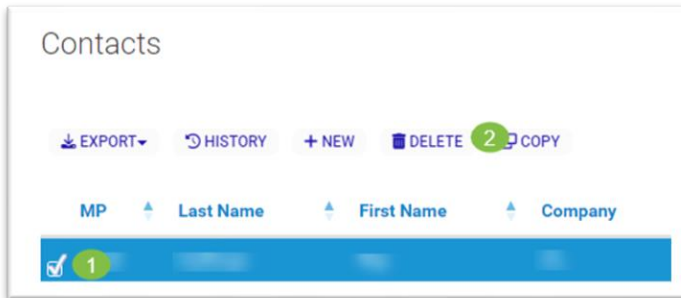 Contacts
EXPORT HISTORY + NEW DELETE 2 COPY
MP Last Name First Name Company
1